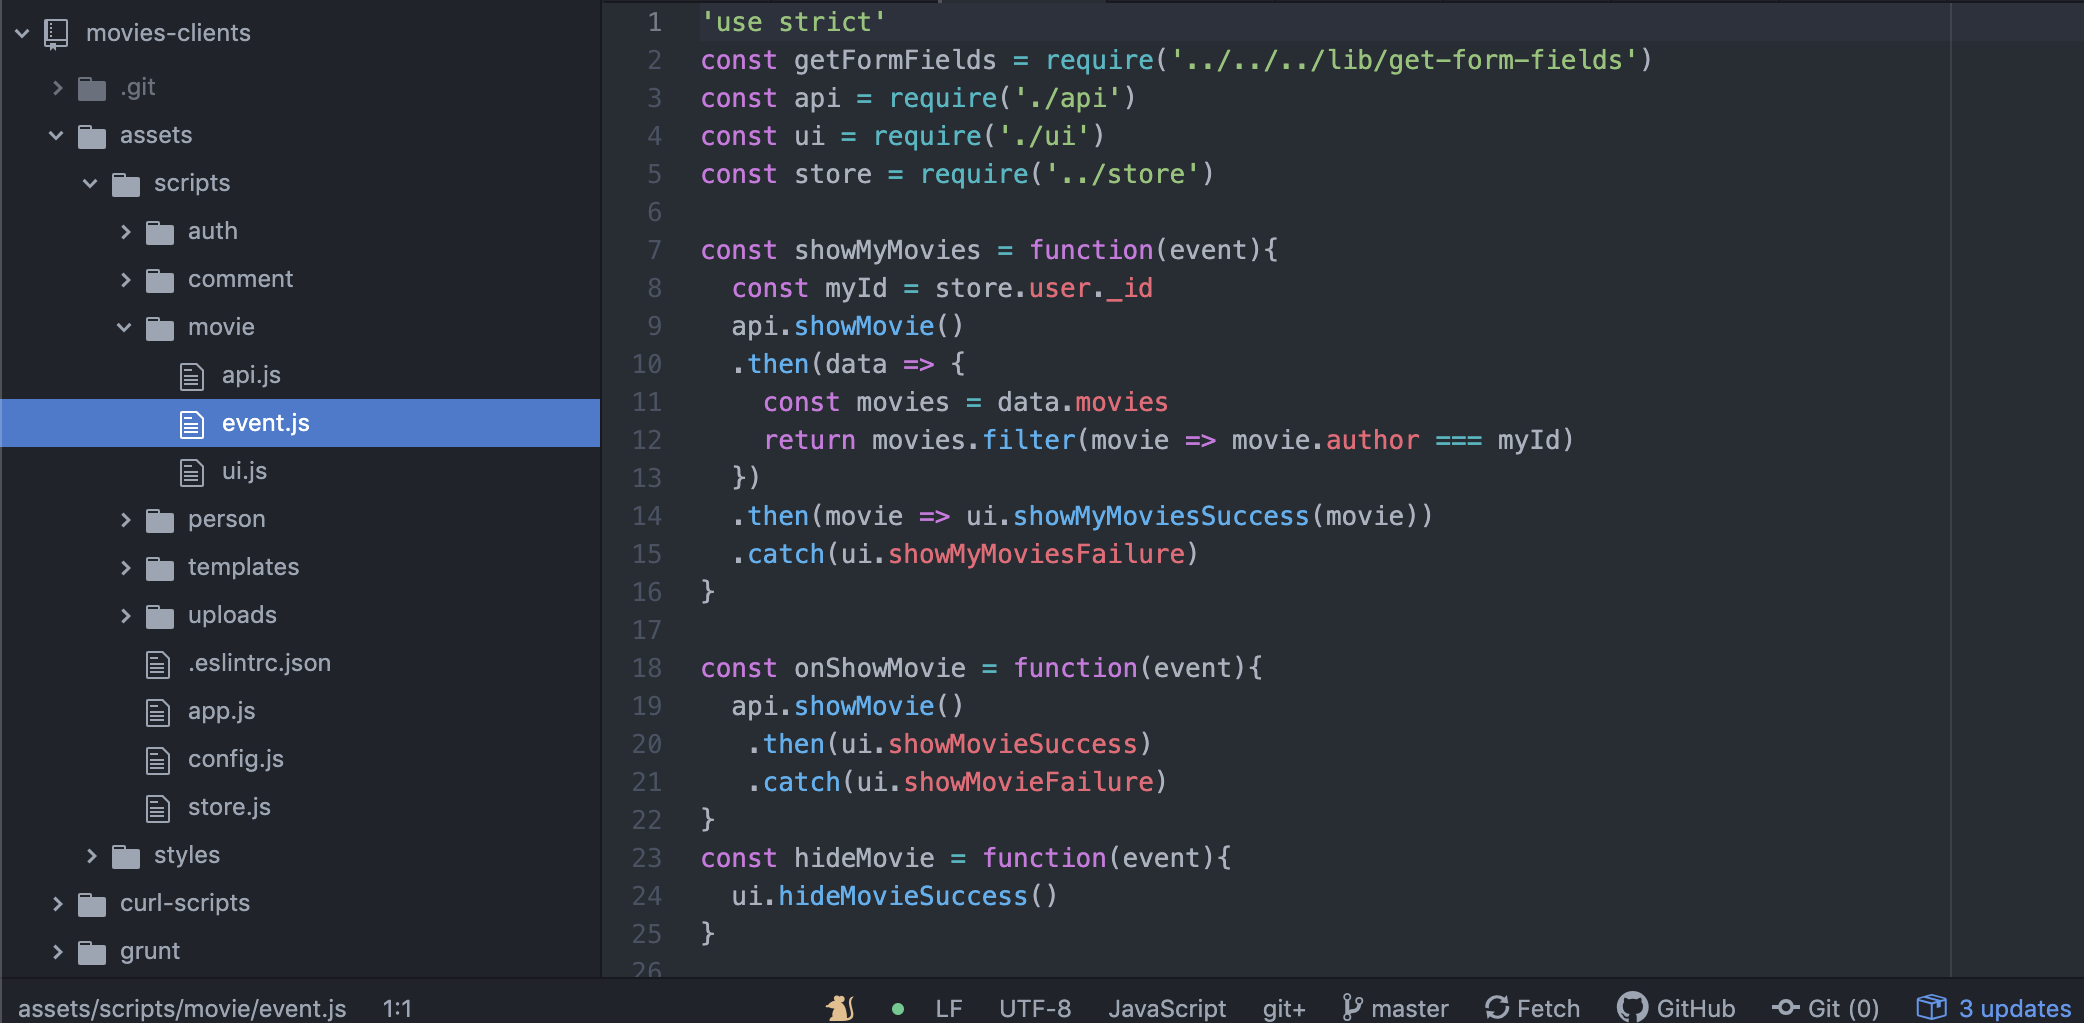 movies-clients
.git
assets
scripts
auth
comment
movie
api.js
event.js
ui.js
person
templates
uploads
.eslintrc.json
app.js
config.js
store.js
styles
curl-scripts
grunt
1 'use strict'
2 const getFormFields = require('../../../lib/get-form-fields')
3 const api = require('./api')
4 const ui = require('./ui')
5 const store = require('../store')
6
7 const showMyMovies = function(event){
8   const myId = store.user._id
9   api.showMovie()
10   .then(data => {
11     const movies = data.movies
12     return movies.filter(movie => movie.author === myId)
13   })
14   .then(movie => ui.showMyMoviesSuccess(movie))
15   .catch(ui.showMyMoviesFailure)
16 }
17
18 const onShowMovie = function(event){
19   api.showMovie()
20    .then(ui.showMovieSuccess)
21    .catch(ui.showMovieFailure)
22 }
23 const hideMovie = function(event){
24   ui.hideMovieSuccess()
25 }
26
assets/scripts/movie/event.js 1:1 LF UTF-8 JavaScript git+ master Fetch GitHub Git (0) 3 updates